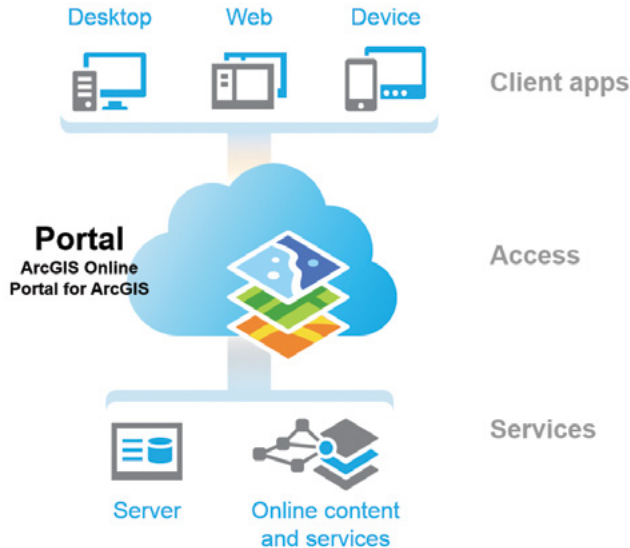 Desktop
Web
Device
Client apps
Portal
ArcGIS Online
Portal for ArcGIS
Access
Services
Server
Online content
and services